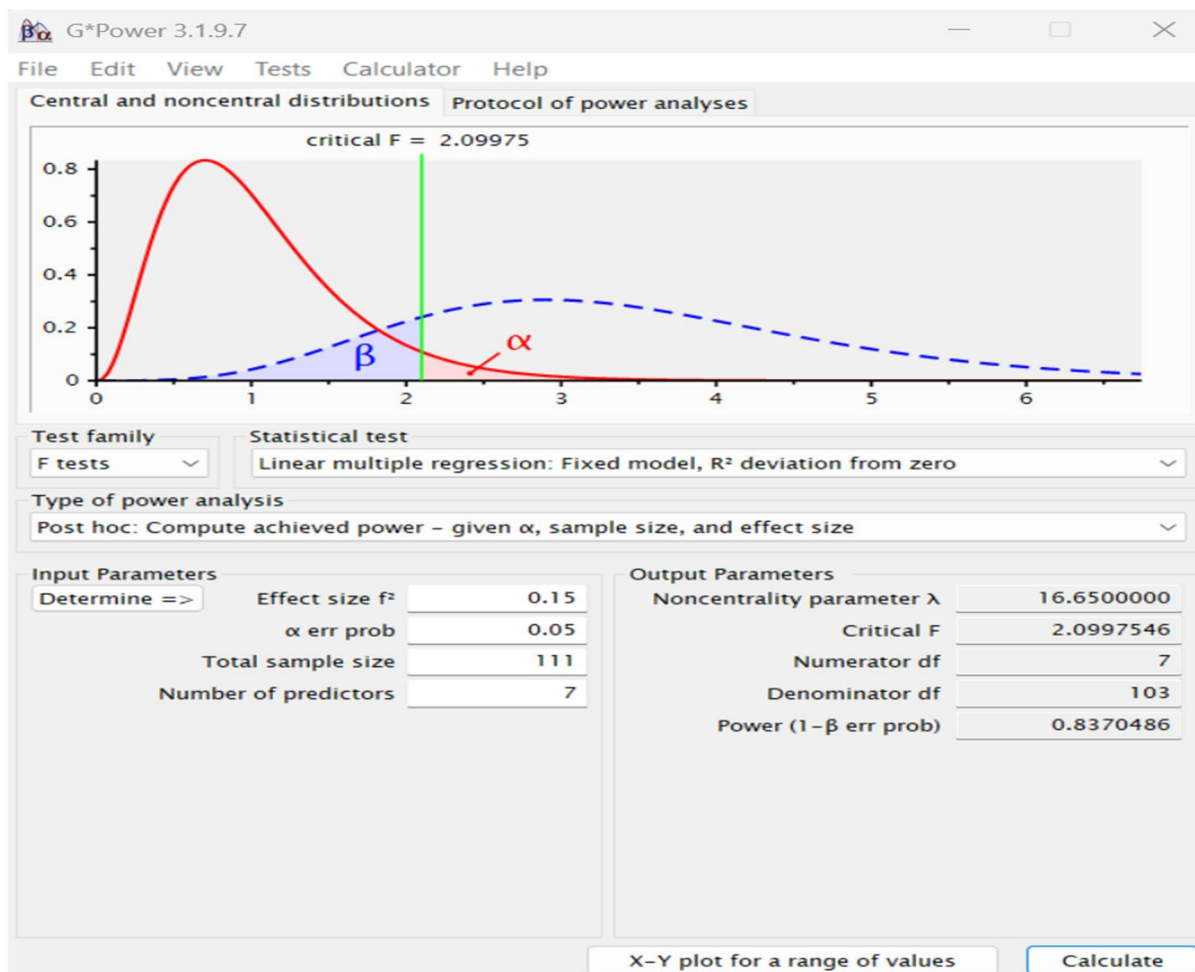 G*Power 3.1.9.7
File Edit View Tests Calculator Help
Central and noncentral distributions Protocol of power analyses
critical F = 2.09975
0.8
0.6
0.4
0.2
0
β
α
0 1 2 3 4 5 6
Test family Statistical test
F tests Linear multiple regression: Fixed model, R² deviation from zero
Type of power analysis
Post hoc: Compute achieved power – given α, sample size, and effect size
Input Parameters Output Parameters
Determine => Effect size f² 0.15 Noncentrality parameter λ 16.6500000
α err prob 0.05 Critical F 2.0997546
Total sample size 111 Numerator df 7
Number of predictors 7 Denominator df 103
Power (1-β err prob) 0.8370486
X-Y plot for a range of values Calculate
βα